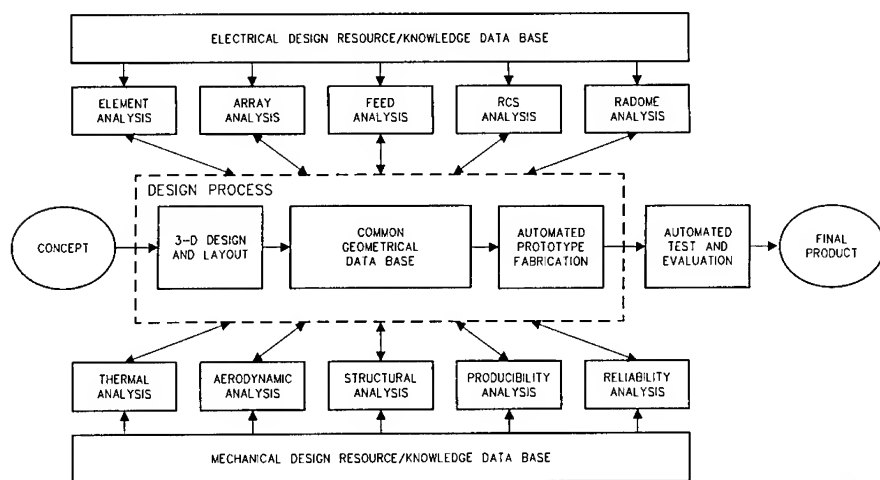 ELECTRICAL DESIGN RESOURCE/KNOWLEDGE DATA BASE
ELEMENT
ANALYSIS
ARRAY
ANALYSIS
FEED
ANALYSIS
RCS
ANALYSIS
RADOME
ANALYSIS
DESIGN PROCESS
CONCEPT
3-D DESIGN
AND LAYOUT
COMMON
GEOMETRICAL
DATA BASE
AUTOMATED
PROTOTYPE
FABRICATION
AUTOMATED
TEST AND
EVALUATION
FINAL
PRODUCT
THERMAL
ANALYSIS
AERODYNAMIC
ANALYSIS
STRUCTURAL
ANALYSIS
PRODUCIBILITY
ANALYSIS
RELIABILITY
ANALYSIS
MECHANICAL DESIGN RESOURCE/KNOWLEDGE DATA BASE